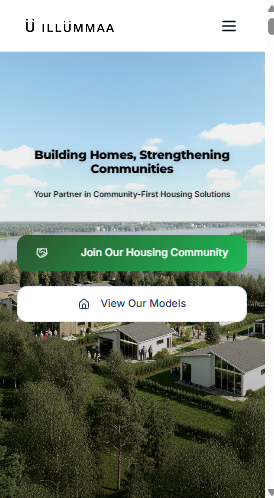 Ü ILLÜMMAA
Building Homes, Strengthening
Communities
Your Partner in Community-First Housing Solutions
Join Our Housing Community
View Our Models